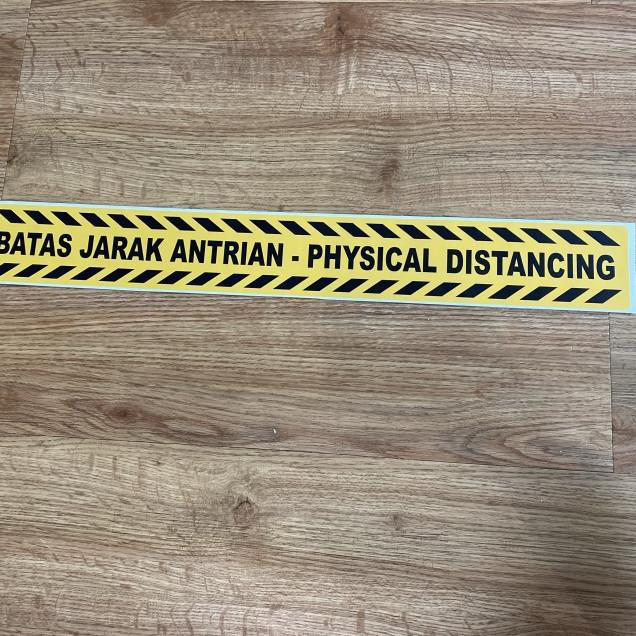 BATAS JARAK ANTRIAN - PHYSICAL DISTANCING